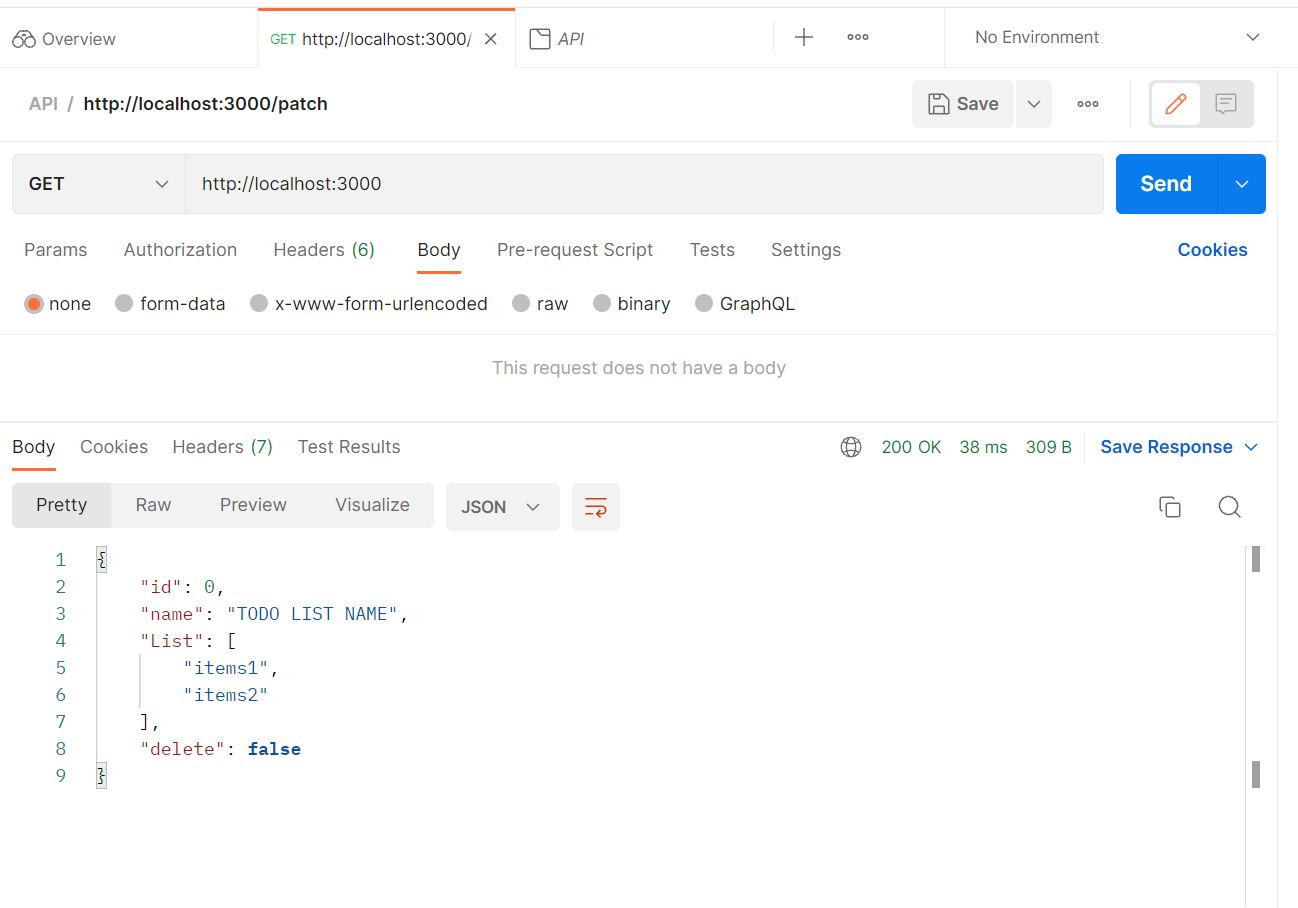 Overview
GET http://localhost:3000/
API
No Environment
API / http://localhost:3000/patch
Save
GET http://localhost:3000
Send
Params Authorization Headers (6) Body Pre-request Script Tests Settings Cookies
none form-data x-www-form-urlencoded raw binary GraphQL
This request does not have a body
Body Cookies Headers (7) Test Results 200 OK 38 ms 309 B Save Response
Pretty Raw Preview Visualize JSON
1 {
2 "id": 0,
3 "name": "TODO LIST NAME",
4 "List": [
5 "items1",
6 "items2"
7 ],
8 "delete": false
9 }